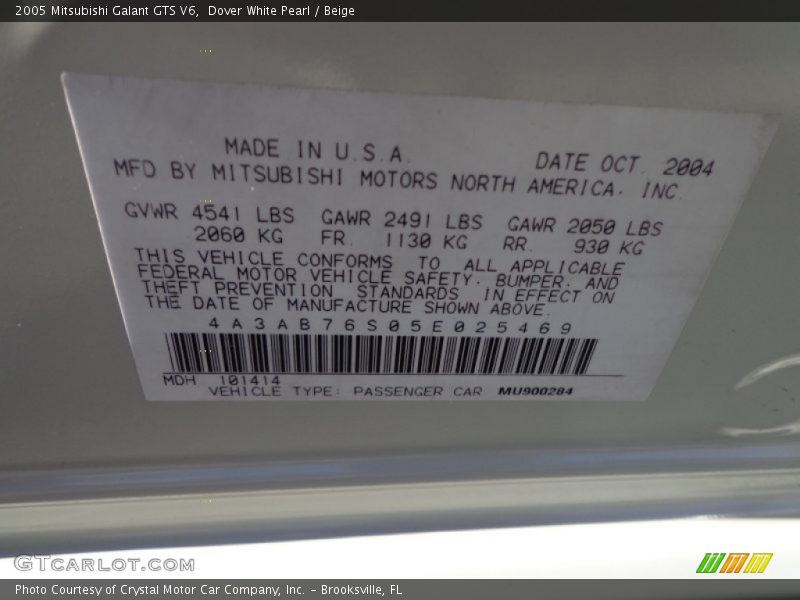 2005 Mitsubishi Galant GTS V6,  Dover White Pearl / Beige
MADE IN U.S.A.
DATE OCT. 2004
MFD BY MITSUBISHI MOTORS NORTH AMERICA. INC.
GVWR 4541 LBS GAWR 2491 LBS GAWR 2050 LBS
2060 KG FR. 1130 KG RR. 930 KG
THIS VEHICLE CONFORMS TO ALL APPLICABLE
FEDERAL MOTOR VEHICLE SAFETY. BUMPER. AND
THEFT PREVENTION STANDARDS IN EFFECT ON
THE DATE OF MANUFACTURE SHOWN ABOVE.
4A3AB76S05E025469
MDH 101414
VEHICLE TYPE: PASSENGER CAR MU900284
GTCARLOT.COM
Photo Courtesy of Crystal Motor Car Company, Inc. – Brooksville, FL